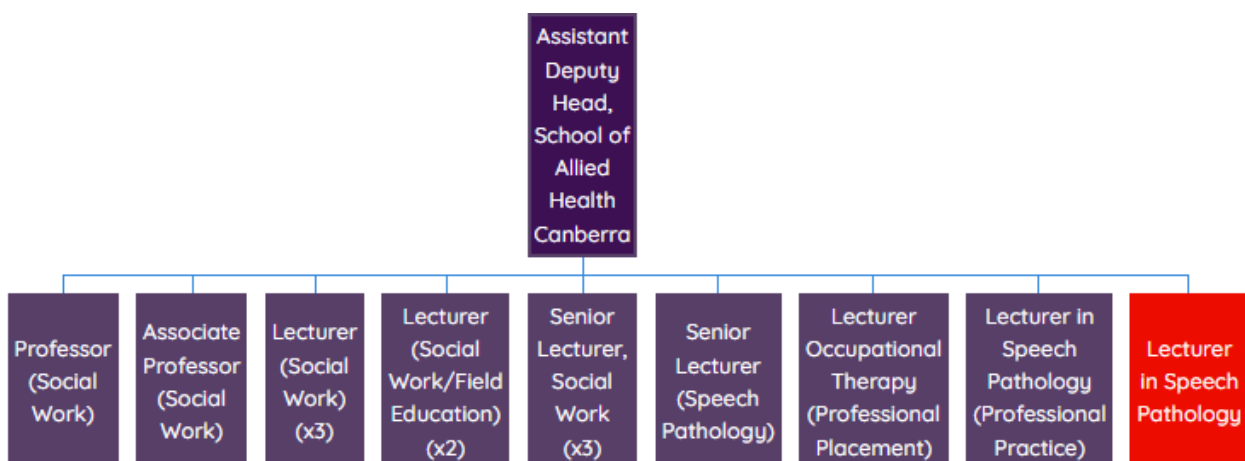 Assistant
Deputy
Head,
School of
Allied
Health
Canberra
Professor
(Social
Work)
Associate
Professor
(Social
Work)
Lecturer
(Social
Work)
(x3)
Lecturer
(Social
Work/Field
Education)
(x2)
Senior
Lecturer,
Social
Work
(x3)
Senior
Lecturer
(Speech
Pathology)
Lecturer
Occupational
Therapy
(Professional
Placement)
Lecturer in
Speech
Pathology
(Professional
Practice)
Lecturer
in Speech
Pathology